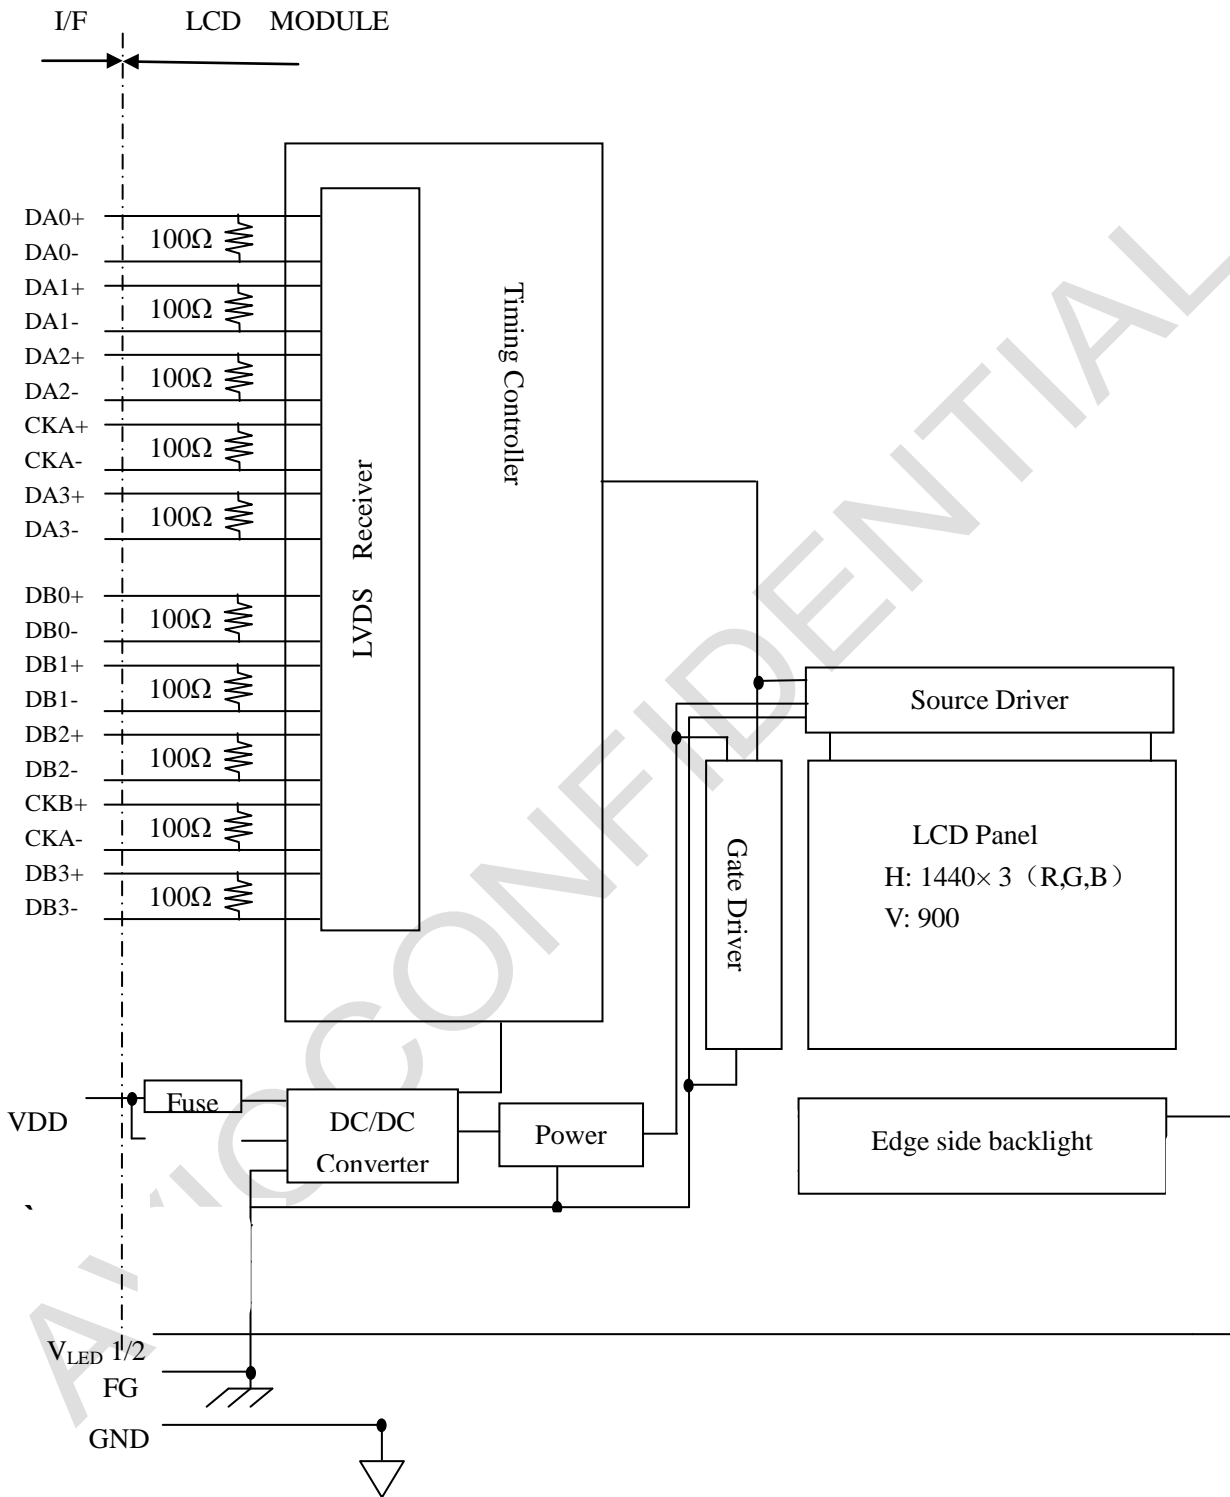 I/F LCD MODULE
DA0+
100Ω
DA0-
DA1+
100Ω
DA1-
DA2+
100Ω
DA2-
CKA+
100Ω
CKA-
DA3+
100Ω
DA3-
DB0+
100Ω
DB0-
DB1+
100Ω
DB1-
DB2+
100Ω
DB2-
CKB+
100Ω
CKA-
DB3+
100Ω
DB3-
LVDS Receiver
Timing Controller
Source Driver
Gate Driver
LCD Panel
H: 1440× 3（R,G,B）
V: 900
VDD
Fuse
DC/DC
Converter
Power
Edge side backlight
VLED 1/2
FG
GND
CONFIDENTIAL